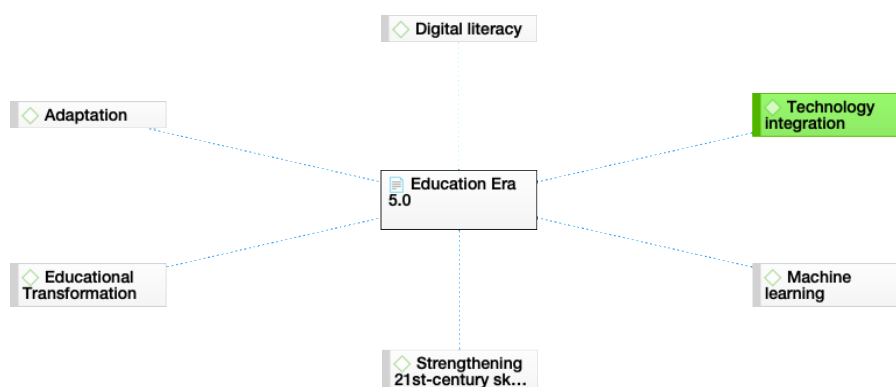 Digital literacy
Adaptation
Technology
integration
Education Era
5.0
Educational
Transformation
Machine
learning
Strengthening
21st-century sk...